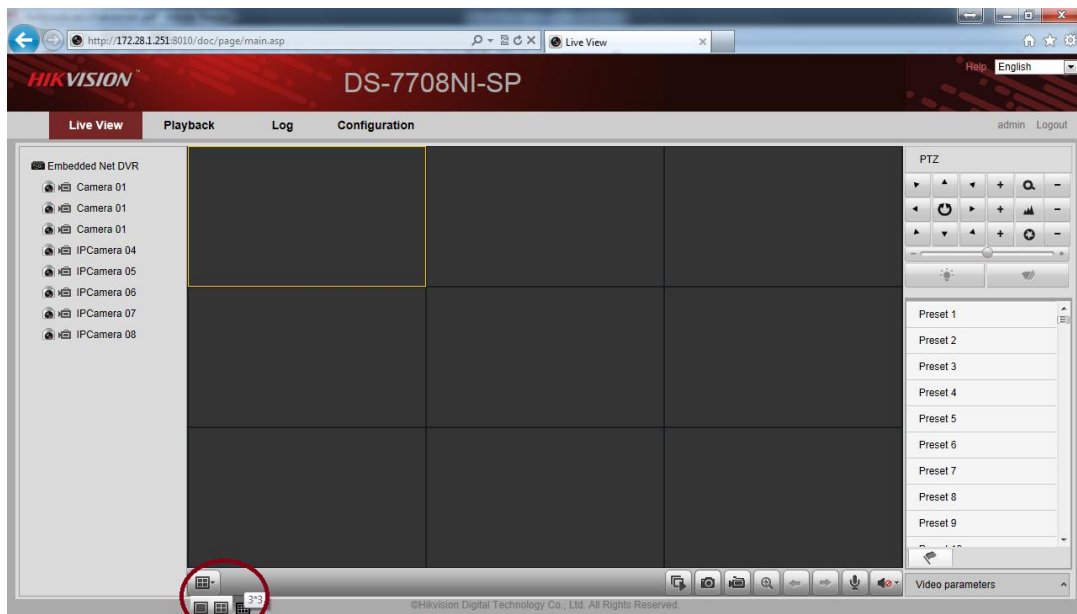 http://172.28.1.251:8010/doc/page/main.asp
Live View
HIKVISION
DS-7708NI-SP
Help
English
Live View
Playback
Log
Configuration
admin
Logout
Embedded Net DVR
Camera 01
Camera 01
Camera 01
IPCamera 04
IPCamera 05
IPCamera 06
IPCamera 07
IPCamera 08
PTZ
Preset 1
Preset 2
Preset 3
Preset 4
Preset 5
Preset 6
Preset 7
Preset 8
Preset 9
Video parameters
3*3
©Hikvision Digital Technology Co., Ltd. All Rights Reserved.